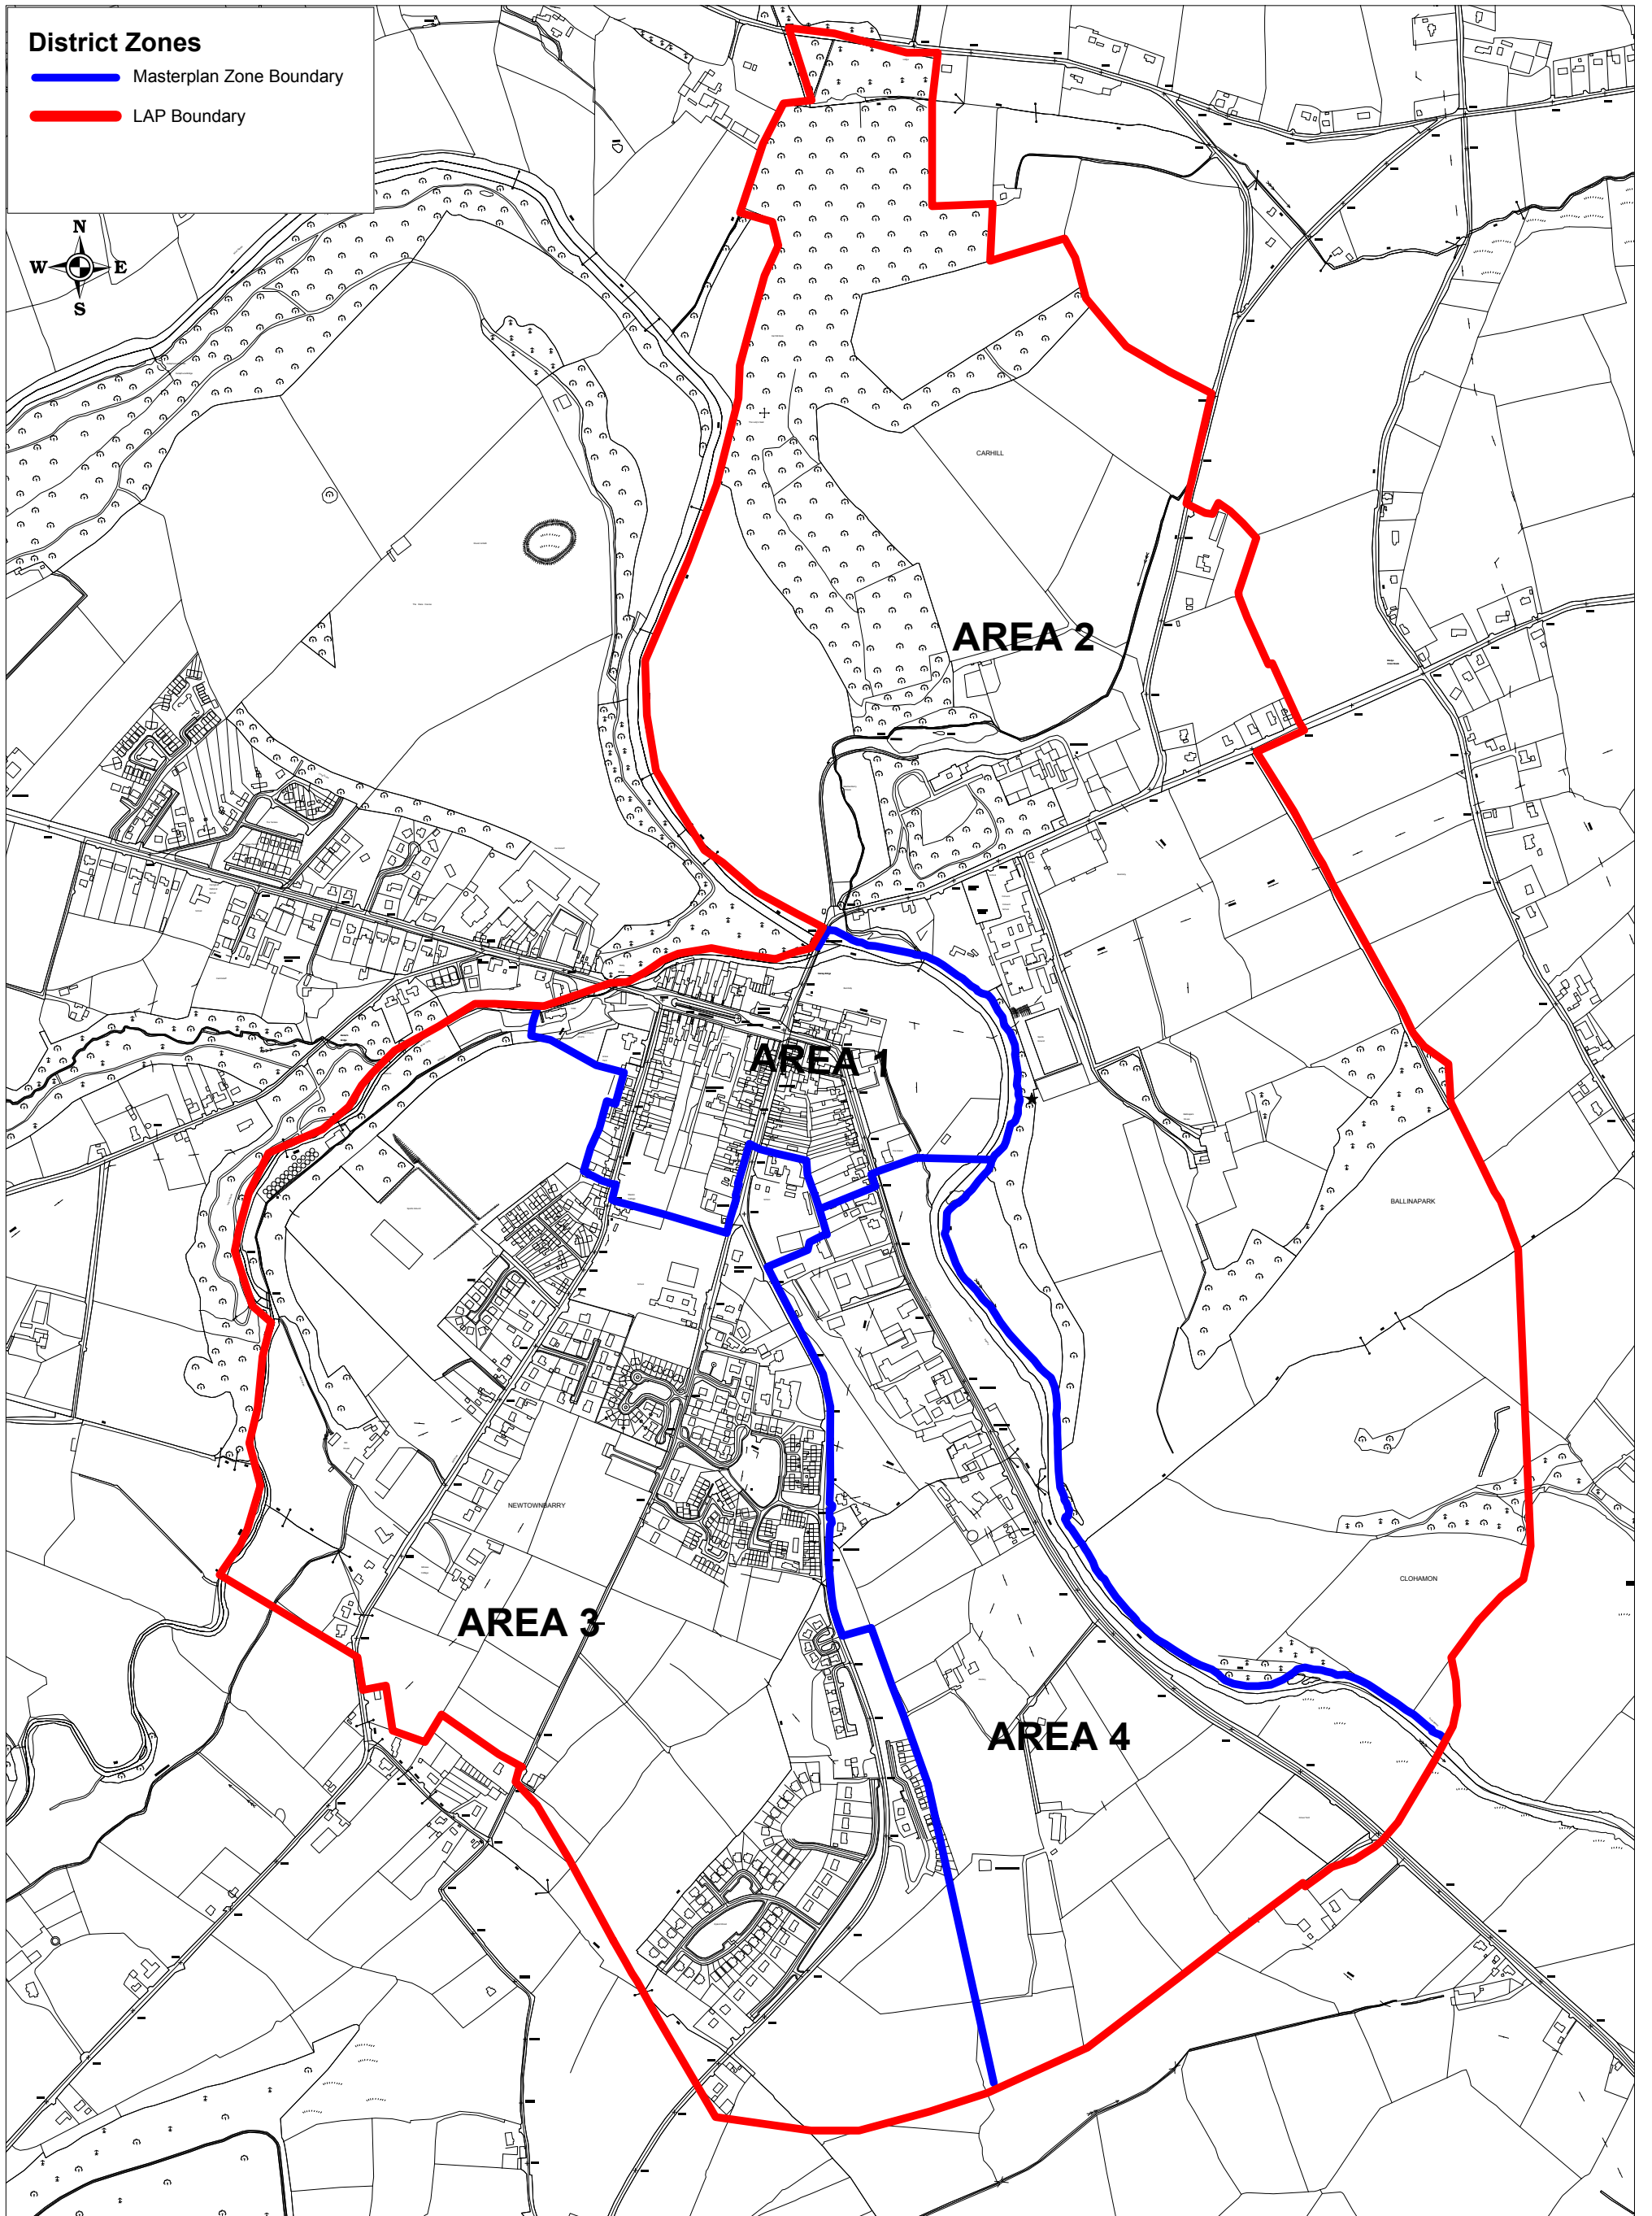 District Zones
Masterplan Zone Boundary
LAP Boundary
N
W E
S
CARHILL
AREA 2
AREA 1
BALLINAPARK
NEWTOWNBARRY
CLOHAMON
AREA 3
AREA 4